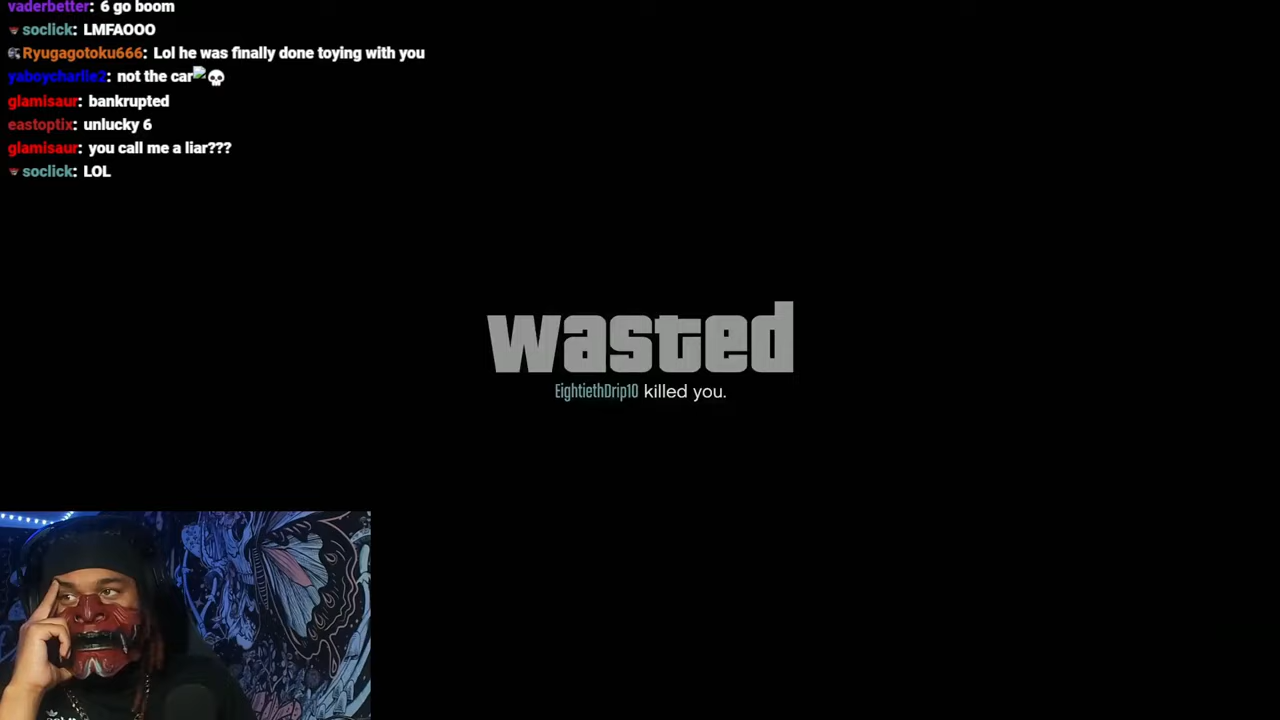 vaderbetter: 6 go boom
soclick: LMFAOOO
Ryugagotoku666: Lol he was finally done toying with you
yaboycharlie2: not the car💀
glamisaur: bankrupted
eastoptix: unlucky 6
glamisaur: you call me a liar???
soclick: LOL
wasted
EightiethDrip10 killed you.